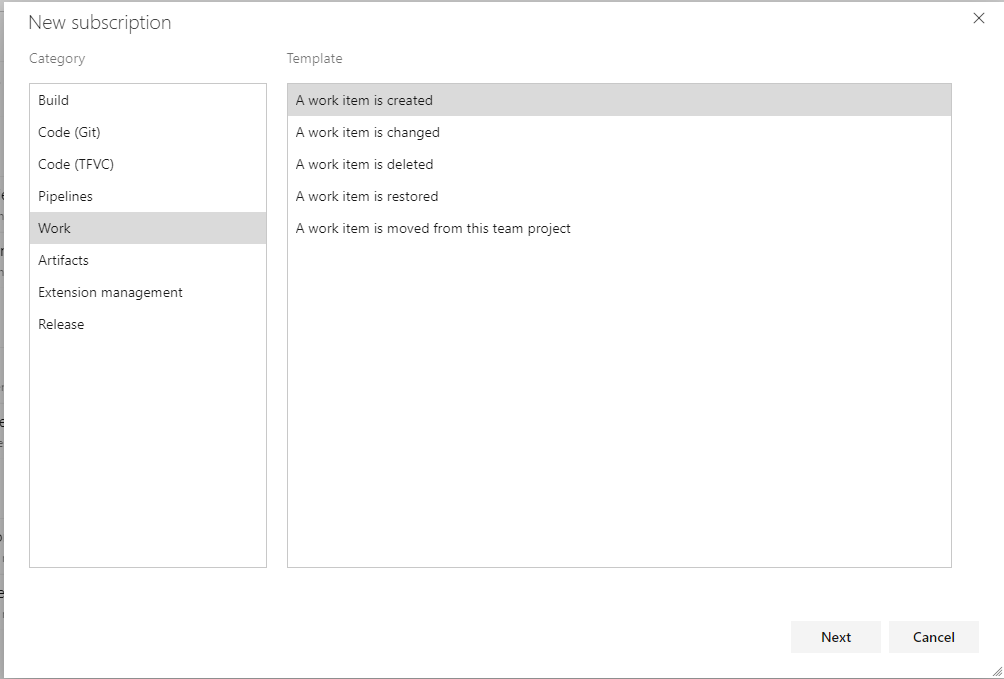 New subscription
Category
Template
Build
Code (Git)
Code (TFVC)
Pipelines
Work
Artifacts
Extension management
Release
A work item is created
A work item is changed
A work item is deleted
A work item is restored
A work item is moved from this team project
Next
Cancel